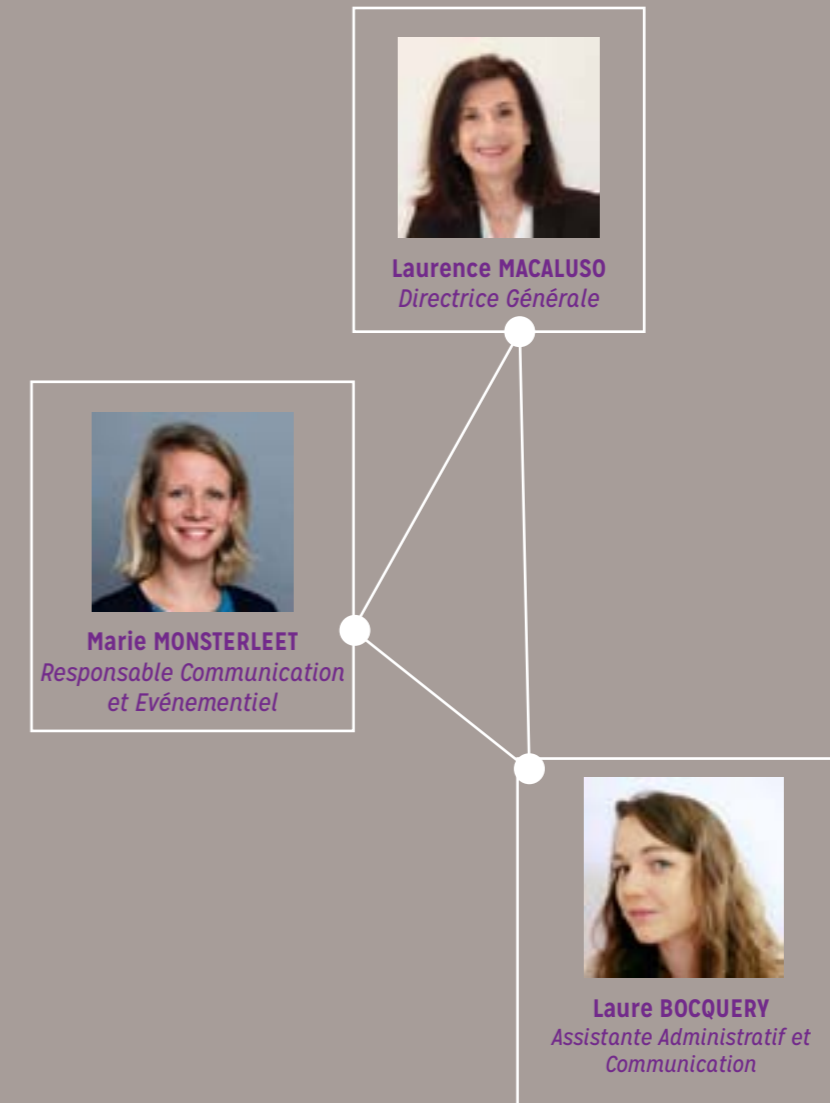 Laurence MACALUSO
Directrice Générale
Marie MONSTERLEET
Responsable Communication
et Evénementiel
Laure BOCQUERY
Assistante Administratif et
Communication